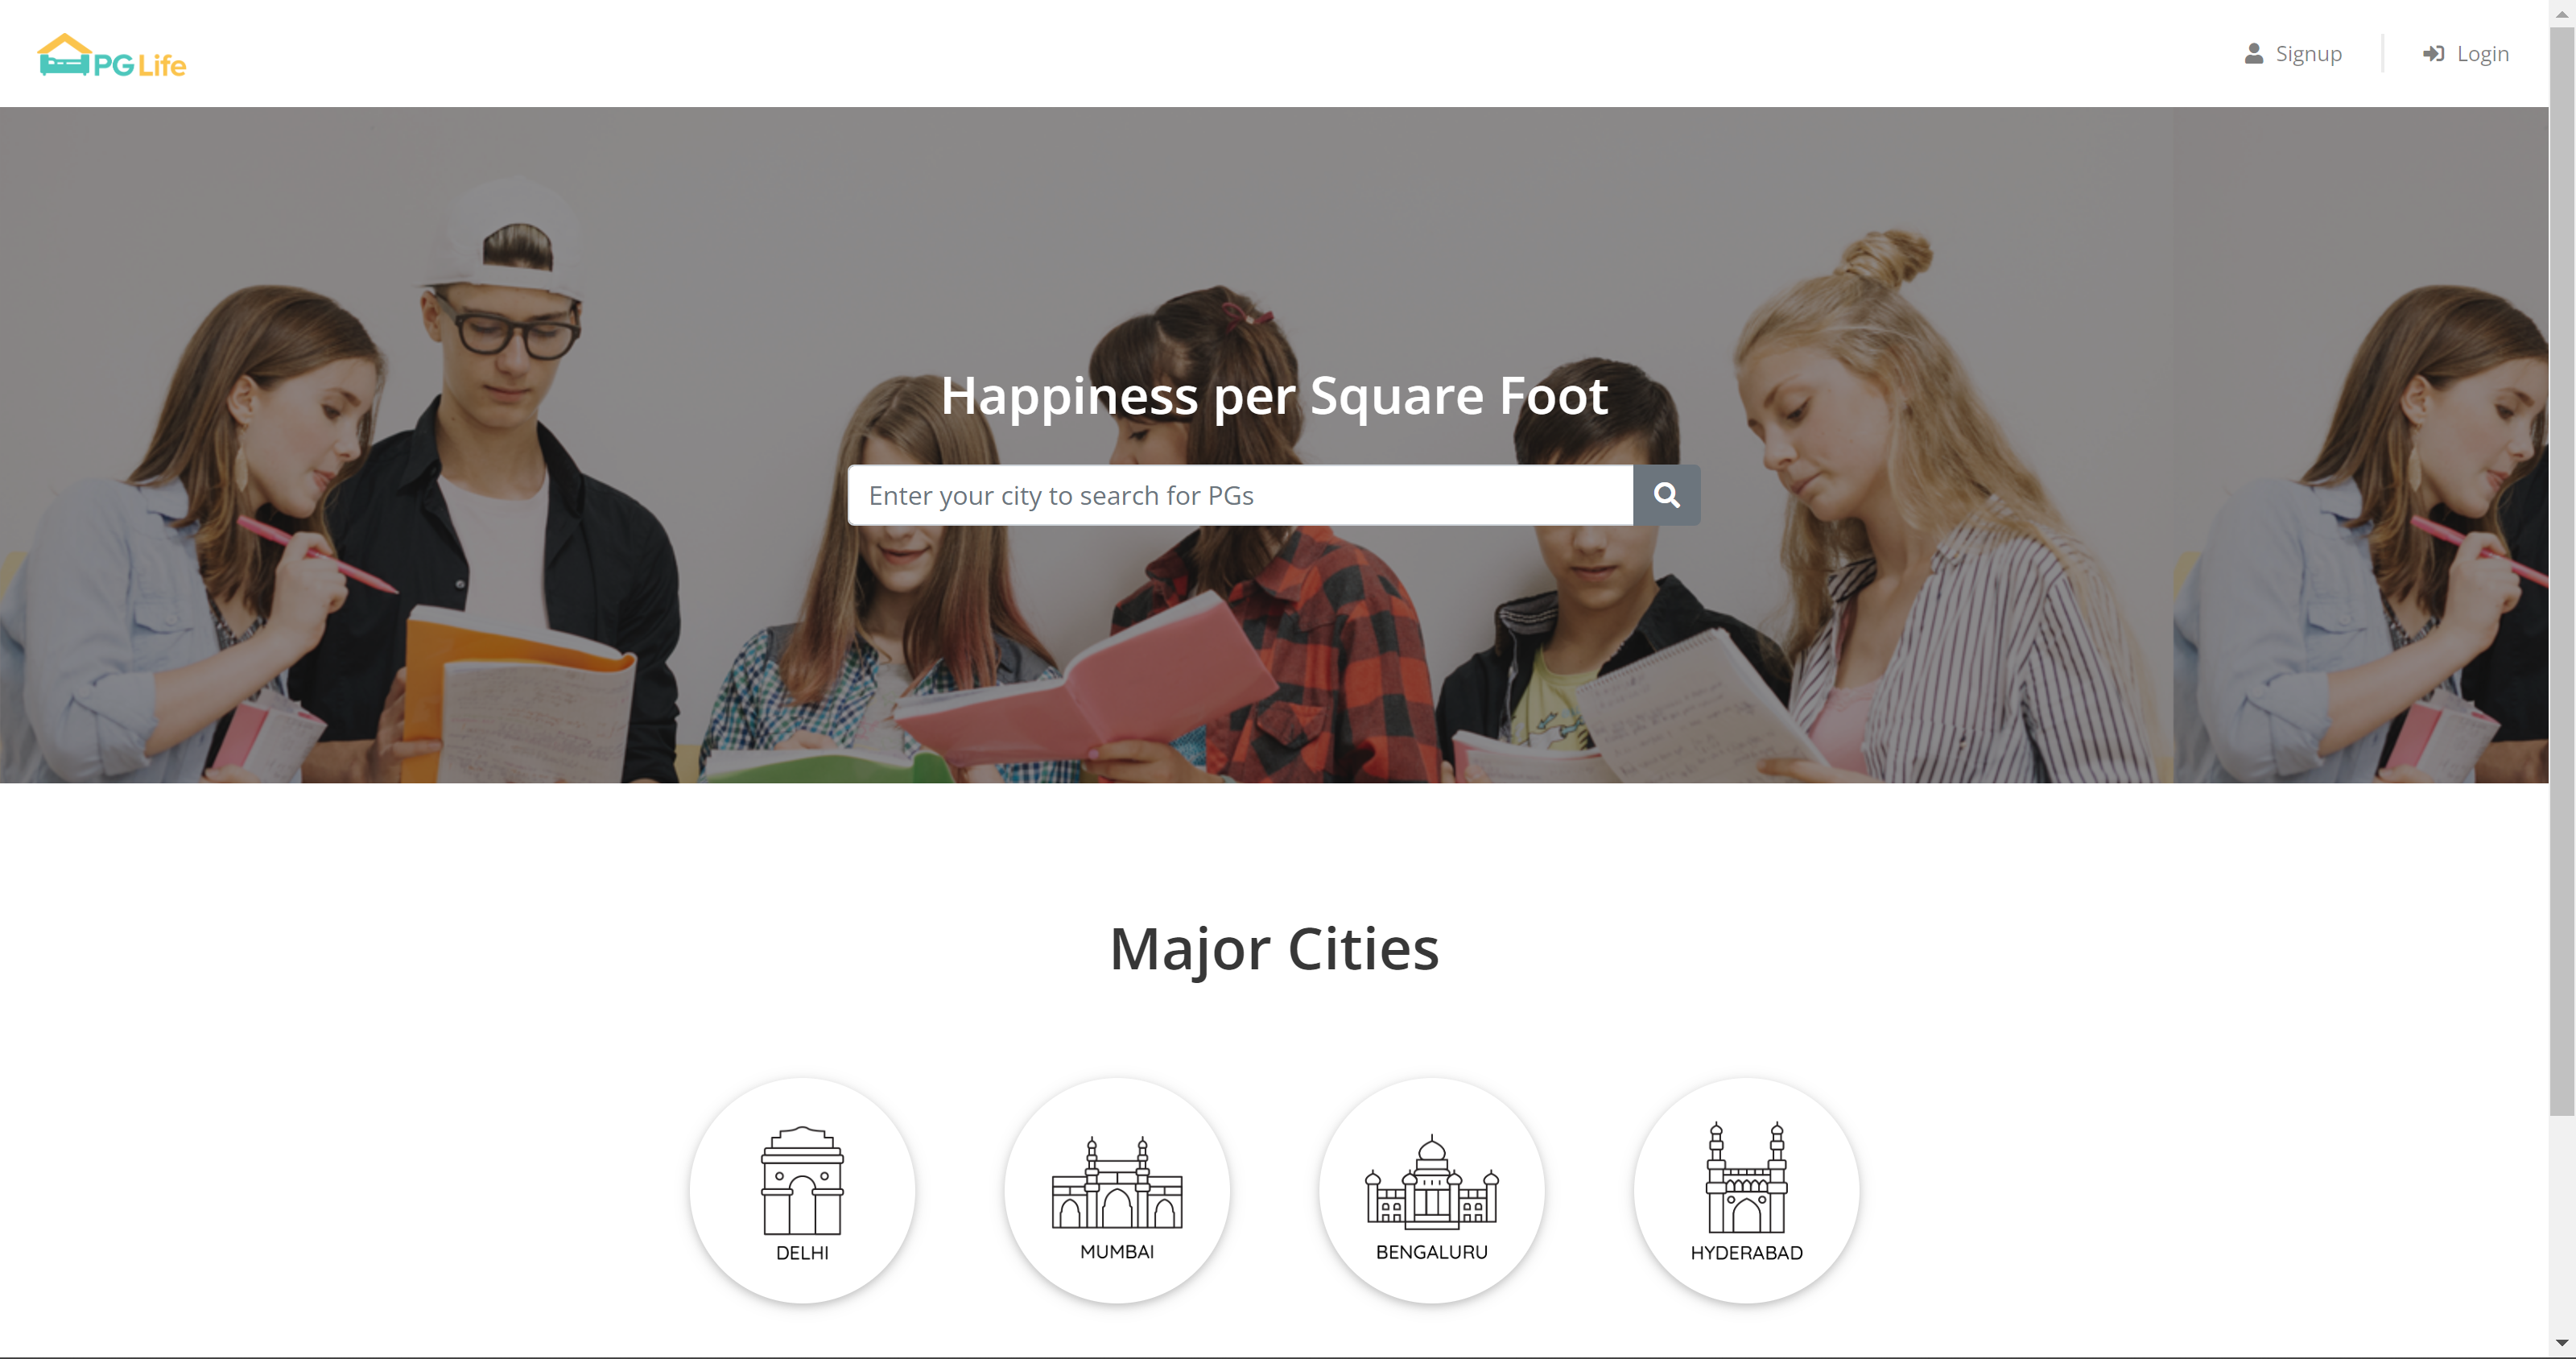 PG Life
Signup
Login
Happiness per Square Foot
Enter your city to search for PGs
Major Cities
DELHI
MUMBAI
BENGALURU
HYDERABAD